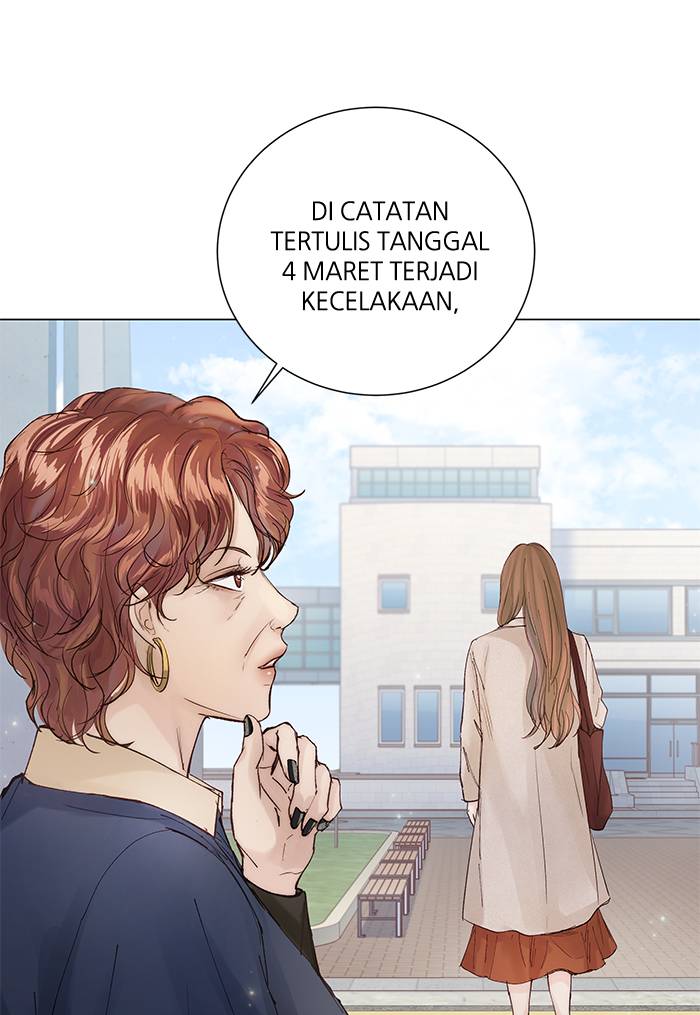 DI CATATAN
TERTULIS TANGGAL
4 MARET TERJADI
KECELAKAAN,